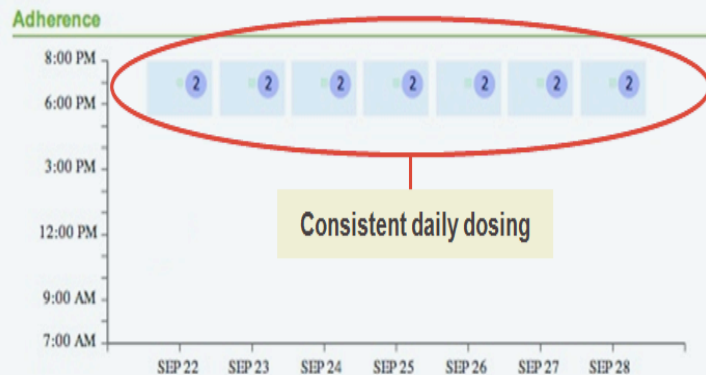 Adherence
8:00 PM
2 2 2 2 2 2 2
6:00 PM
3:00 PM
Consistent daily dosing
12:00 PM
9:00 AM
7:00 AM
SEP 22 SEP 23 SEP 24 SEP 25 SEP 26 SEP 27 SEP 28